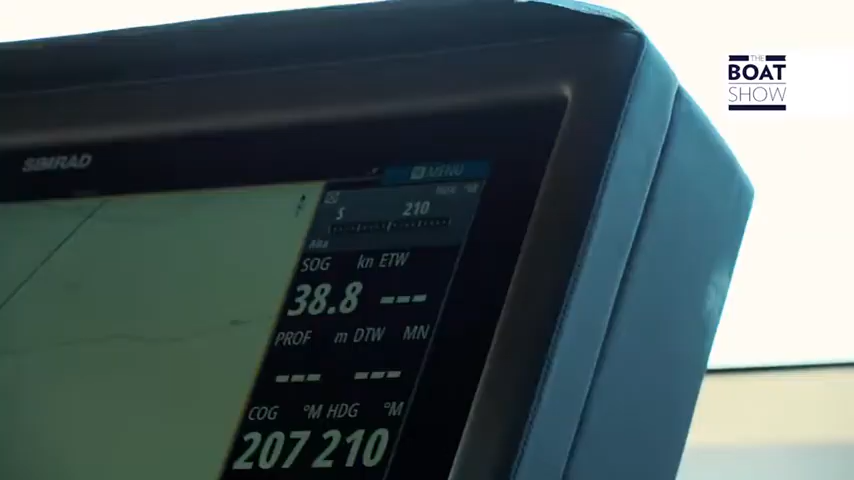 THE
BOAT
SHOW
SIMRAD
MENU
S 210
SOG kn ETW
38.8 ---
PROF m DTW MN
--- ---
COG °M HDG °M
207 210